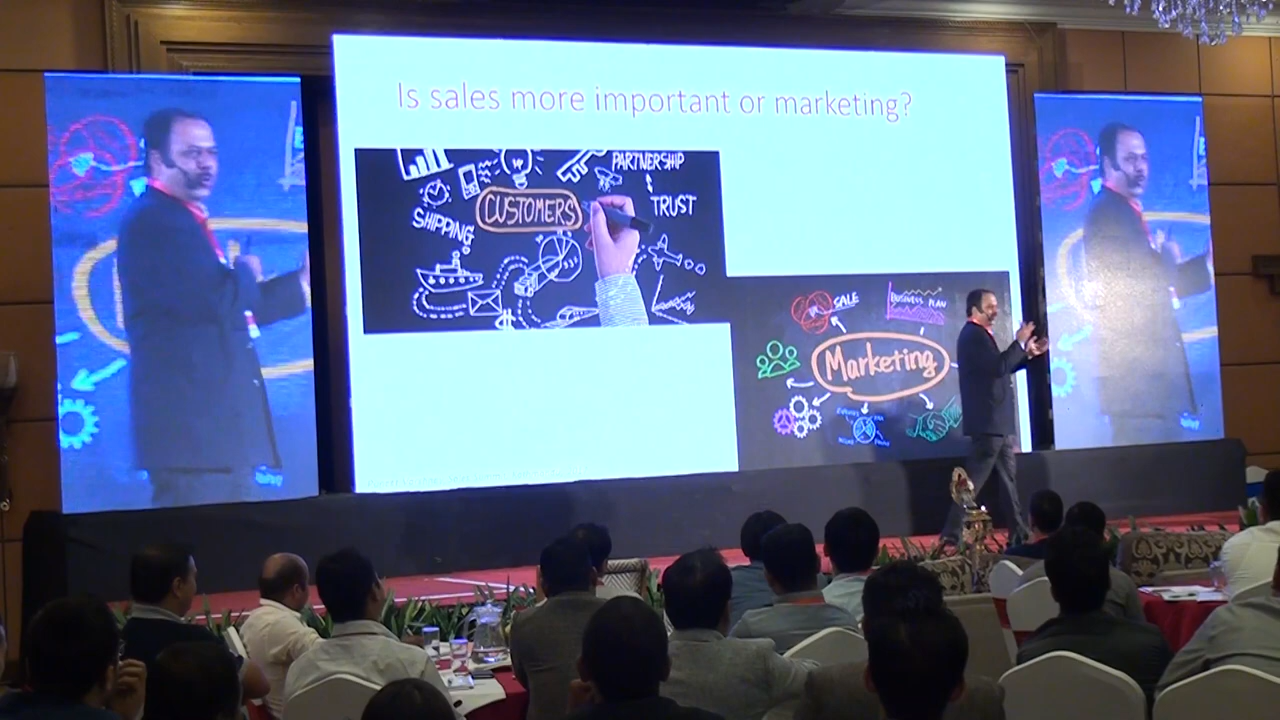 Is sales more important or marketing?
PARTNERSHIP
CUSTOMERS
TRUST
SHIPPING
SALE
BUSINESS PLAN
Marketing